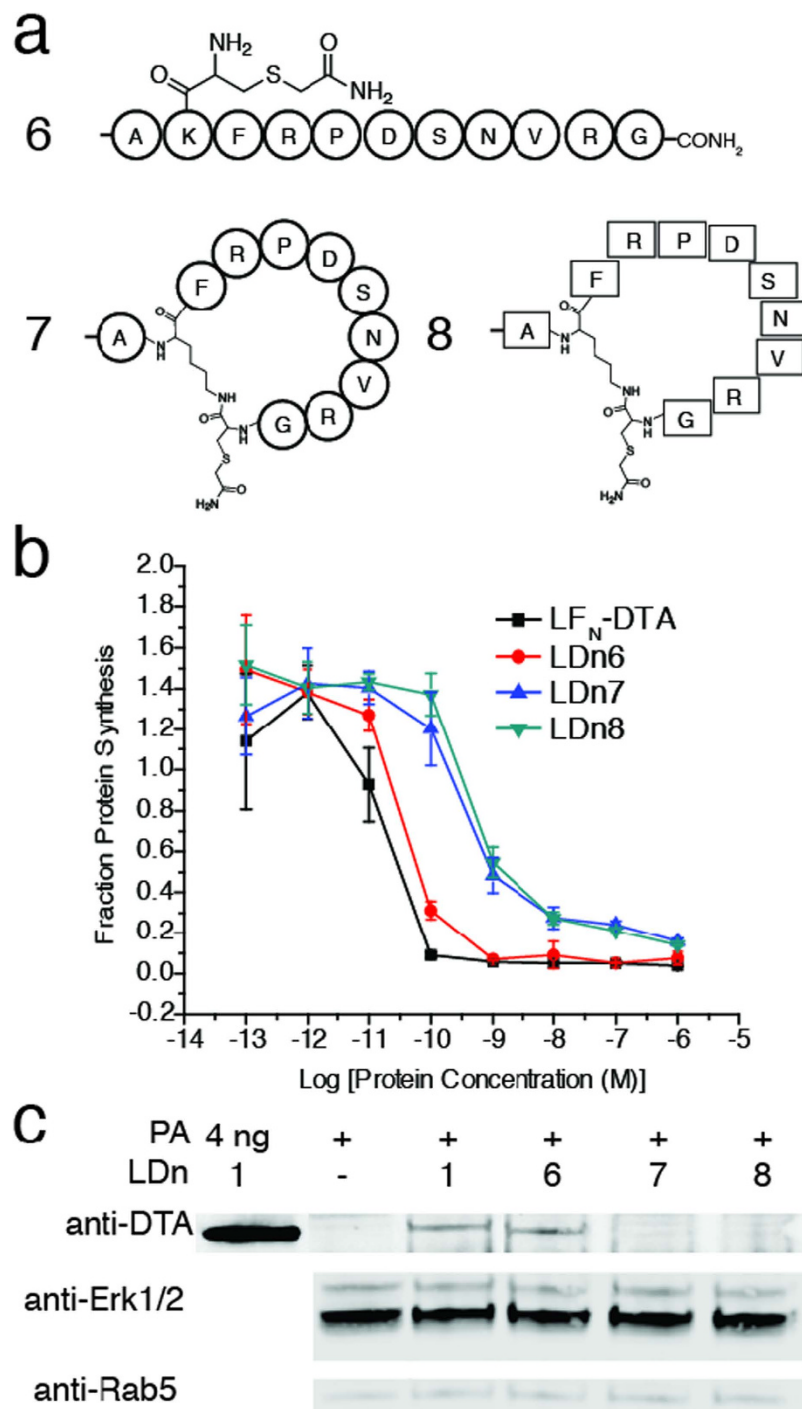 a
NH₂
O
S
O
NH₂
6
A K F R P D S N V R G CONH₂
7
A F R P D S N V R G
O
N
H
NH
O
N
H
S
O
H₂N
8
A F R P D S N V R G
O
N
H
NH
O
N
H
S
O
H₂N
b
Fraction Protein Synthesis
2.0
1.8
1.6
1.4
1.2
1.0
0.8
0.6
0.4
0.2
0.0
-0.2
LF_N-DTA
LDn6
LDn7
LDn8
-14 -13 -12 -11 -10 -9 -8 -7 -6 -5
Log [Protein Concentration (M)]
c
PA 4 ng + + + + +
LDn 1 - 1 6 7 8
anti-DTA
anti-Erk1/2
anti-Rab5